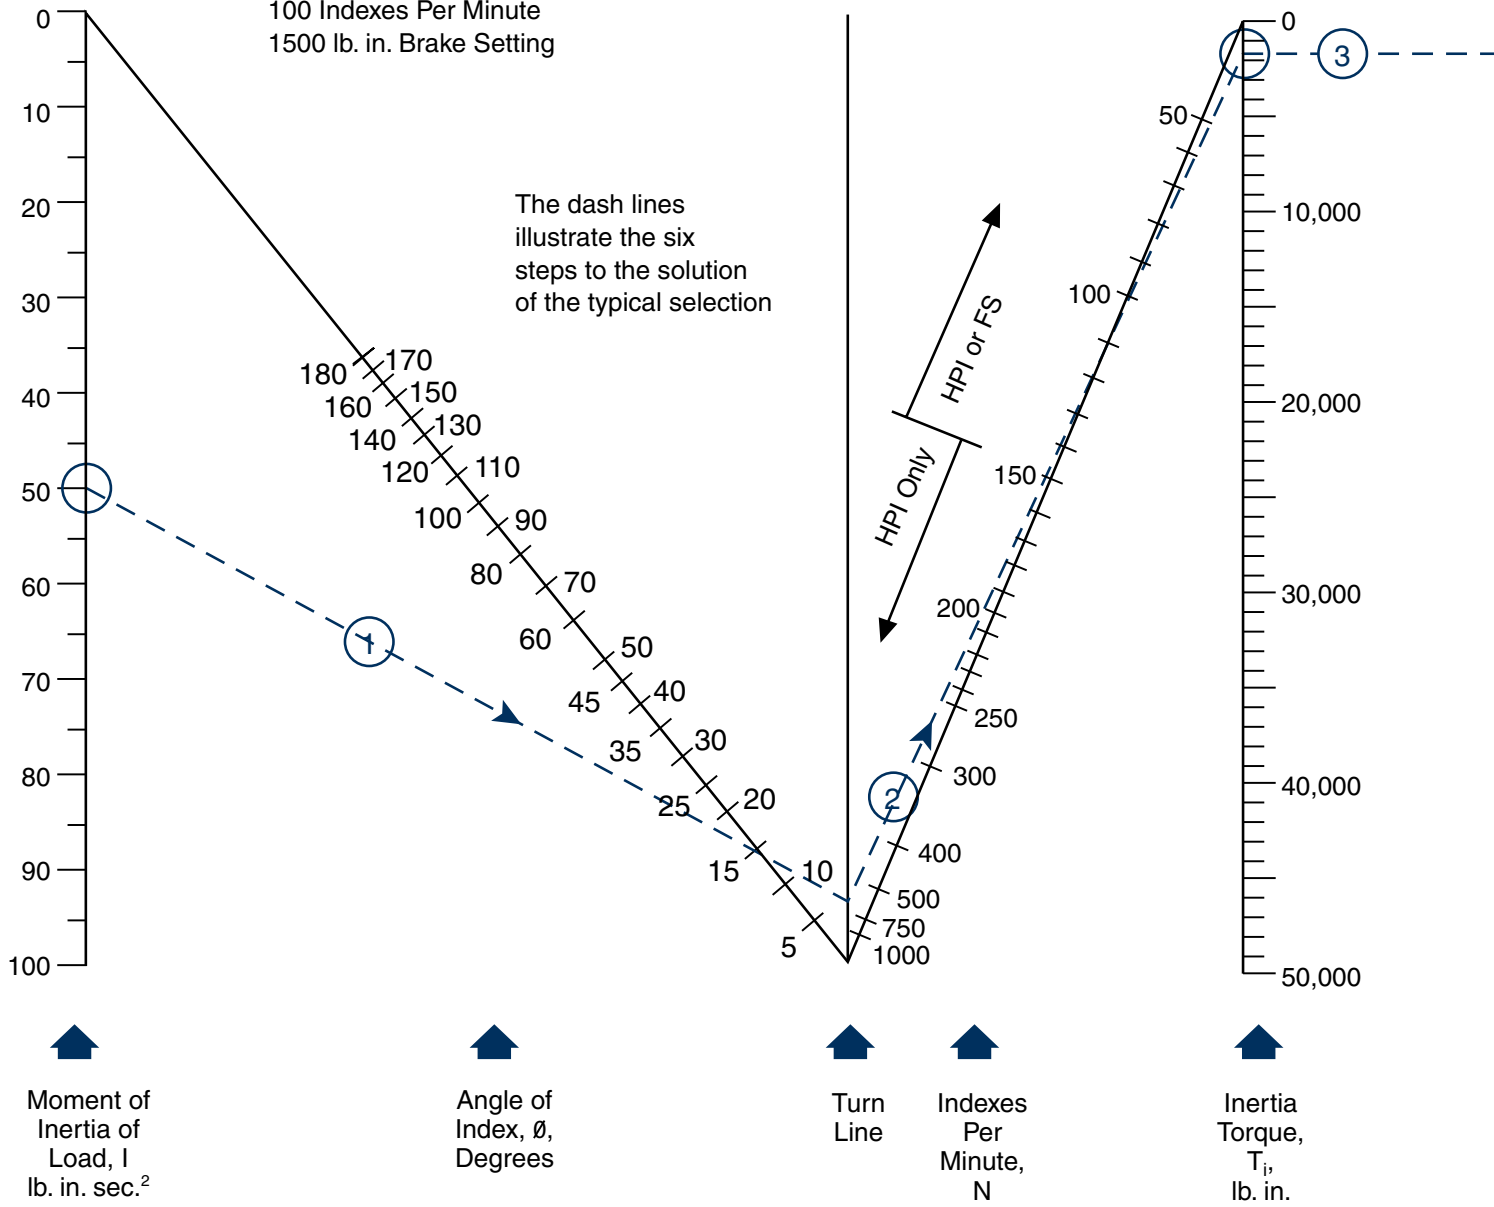 100 Indexes Per Minute
1500 lb. in. Brake Setting
0
10
20
30
40
50
60
70
80
90
100
The dash lines
illustrate the six
steps to the solution
of the typical selection
180
170
160
150
140
130
120
110
100
90
80
70
60
50
45
40
35
30
25
20
15
10
5
1
2
3
HPI or FS
HPI Only
50
100
150
200
250
300
400
500
750
1000
0
10,000
20,000
30,000
40,000
50,000
Moment of
Inertia of
Load, I
lb. in. sec.²
Angle of
Index, Ø,
Degrees
Turn
Line
Indexes
Per
Minute,
N
Inertia
Torque,
Tᵢ,
lb. in.